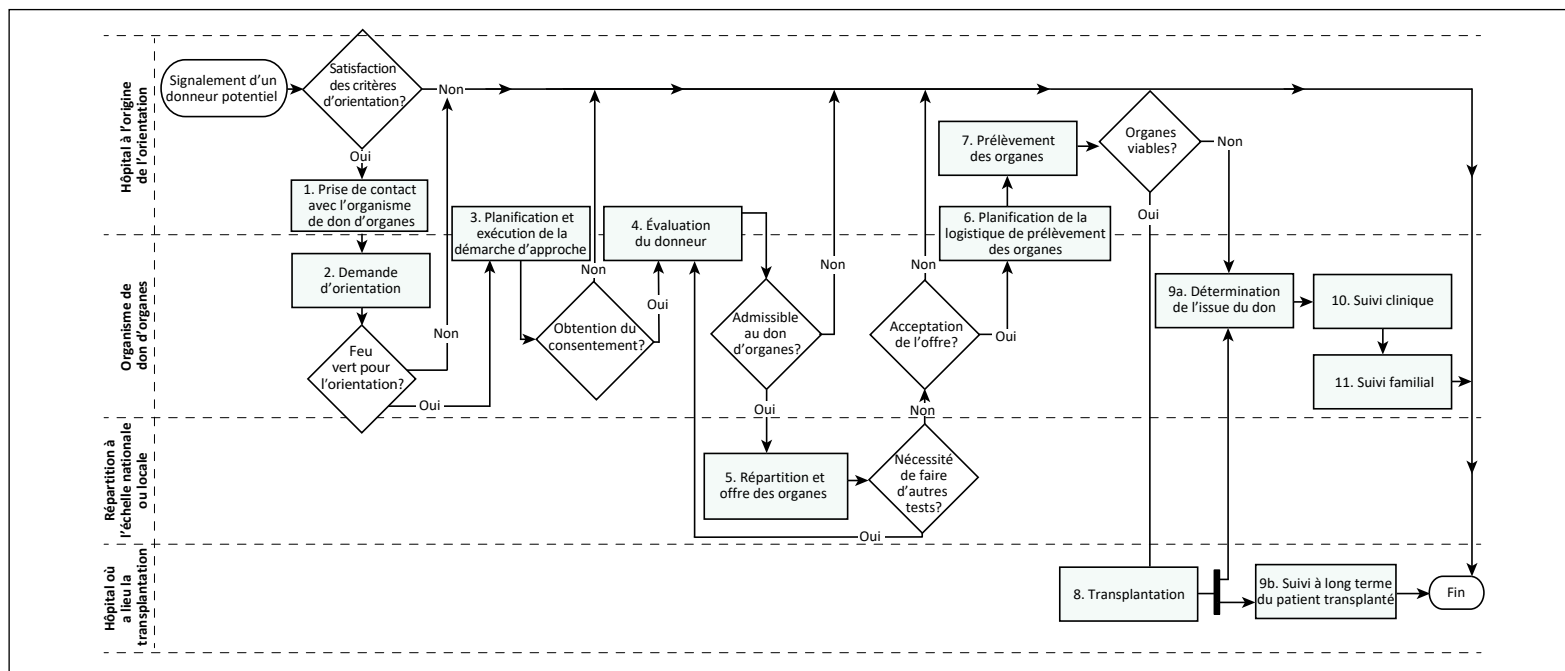 Hôpital à l’origine
de l’orientation
Signalement d’un
donneur potentiel
Satisfaction
des critères
d’orientation?
Non
Oui
1. Prise de contact
avec l’organisme
de don d’organes
3. Planification et
exécution de la
démarche d’approche
4. Évaluation
du donneur
7. Prélèvement
des organes
6. Planification de la
logistique de prélèvement
des organes
Organes
viables?
Non
Oui
Organisme de
don d’organes
2. Demande
d’orientation
Feu
vert pour
l’orientation?
Non
Oui
Non
Obtention du
consentement?
Oui
Admissible
au don
d’organes?
Non
Oui
Non
Acceptation
de l’offre?
Oui
9a. Détermination
de l’issue du don
10. Suivi clinique
11. Suivi familial
Répartition à
l’échelle nationale
ou locale
5. Répartition et
offre des organes
Non
Nécessité
de faire
d’autres
tests?
Oui
Hôpital où
a lieu la
transplantation
8. Transplantation
9b. Suivi à long terme
du patient transplanté
Fin